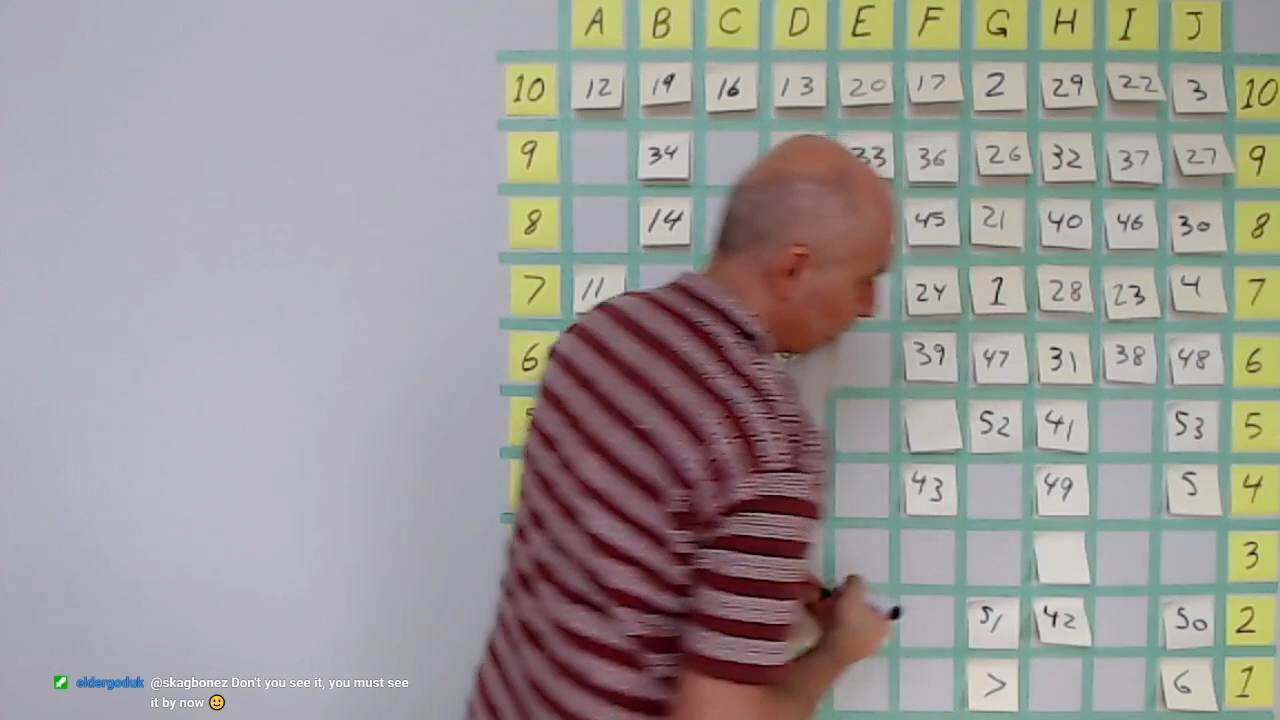 A B C D E F G H I J
10 12 19 16 13 20 17 2 29 22 3 10
9 34 33 36 26 32 37 27 9
8 14 45 21 40 46 30 8
7 11 24 1 28 23 4 7
6 39 47 31 38 48 6
52 41 53 5
43 49 5 4
3
51 42 50 2
> 6 1
eldergoduk @skagbonez Don't you see it, you must see
it by now